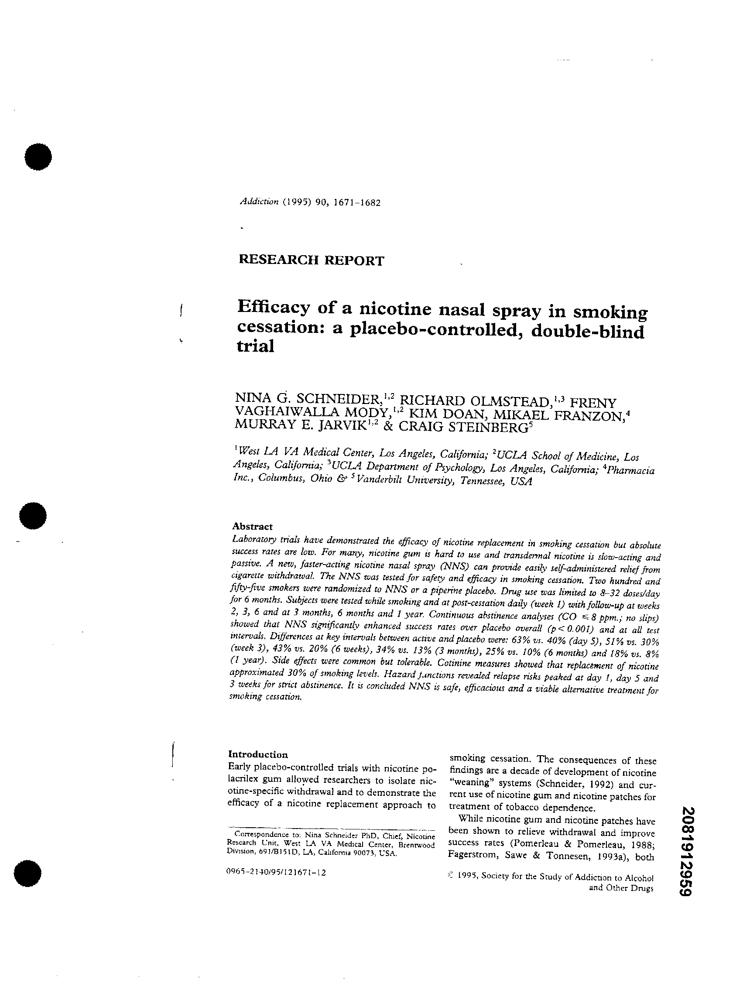 Addiction (1995) 90, 1671–1682
RESEARCH REPORT
Efficacy of a nicotine nasal spray in smoking
cessation: a placebo-controlled, double-blind
trial
NINA G. SCHNEIDER,1,2 RICHARD OLMSTEAD,1,3 FRENY
VAGHAIWALLA MODY,1,2 KIM DOAN, MIKAEL FRANZON,4
MURRAY E. JARVIK1,2 & CRAIG STEINBERG5
1West LA VA Medical Center, Los Angeles, California; 2UCLA School of Medicine, Los
Angeles, California; 3UCLA Department of Psychology, Los Angeles, California; 4Pharmacia
Inc., Columbus, Ohio & 5Vanderbilt University, Tennessee, USA
Abstract
Laboratory trials have demonstrated the efficacy of nicotine replacement in smoking cessation but absolute
success rates are low. For many, nicotine gum is hard to use and transdermal nicotine is slow-acting and
passive. A new, faster-acting nicotine nasal spray (NNS) can provide easily self-administered relief from
cigarette withdrawal. The NNS was tested for safety and efficacy in smoking cessation. Two hundred and
fifty-five smokers were randomized to NNS or a piperine placebo. Drug use was limited to 8–32 doses/day
for 6 months. Subjects were tested while smoking and at post-cessation daily (week 1) with follow-up at weeks
2, 3, 6 and at 3 months, 6 months and 1 year. Continuous abstinence analyses (CO ≤8 ppm.; no slips)
showed that NNS significantly enhanced success rates over placebo overall (p<0.001) and at all test
intervals. Differences at key intervals between active and placebo were: 63% vs. 40% (day 5), 51% vs. 30%
(week 3), 43% vs. 20% (6 weeks), 34% vs. 13% (3 months), 25% vs. 10% (6 months) and 18% vs. 8%
(1 year). Side effects were common but tolerable. Cotinine measures showed that replacement of nicotine
approximated 30% of smoking levels. Hazard functions revealed relapse risks peaked at day 1, day 5 and
3 weeks for strict abstinence. It is concluded NNS is safe, efficacious and a viable alternative treatment for
smoking cessation.
Introduction
Early placebo-controlled trials with nicotine po-
lacrilex gum allowed researchers to isolate nic-
otine-specific withdrawal and to demonstrate the
efficacy of a nicotine replacement approach to
Correspondence to: Nina Schneider PhD, Chief, Nicotine
Research Unit, West LA VA Medical Center, Brentwood
Division, 691/B151D, LA, California 90073, USA.
0965–2140/95/121671–12
smoking cessation. The consequences of these
findings are a decade of development of nicotine
"weaning" systems (Schneider, 1992) and cur-
rent use of nicotine gum and nicotine patches for
treatment of tobacco dependence.
While nicotine gum and nicotine patches have
been shown to relieve withdrawal and improve
success rates (Pomerleau & Pomerleau, 1988;
Fagerstrom, Sawe & Tonnesen, 1993a), both
© 1995, Society for the Study of Addiction to Alcohol
and Other Drugs
2081912959